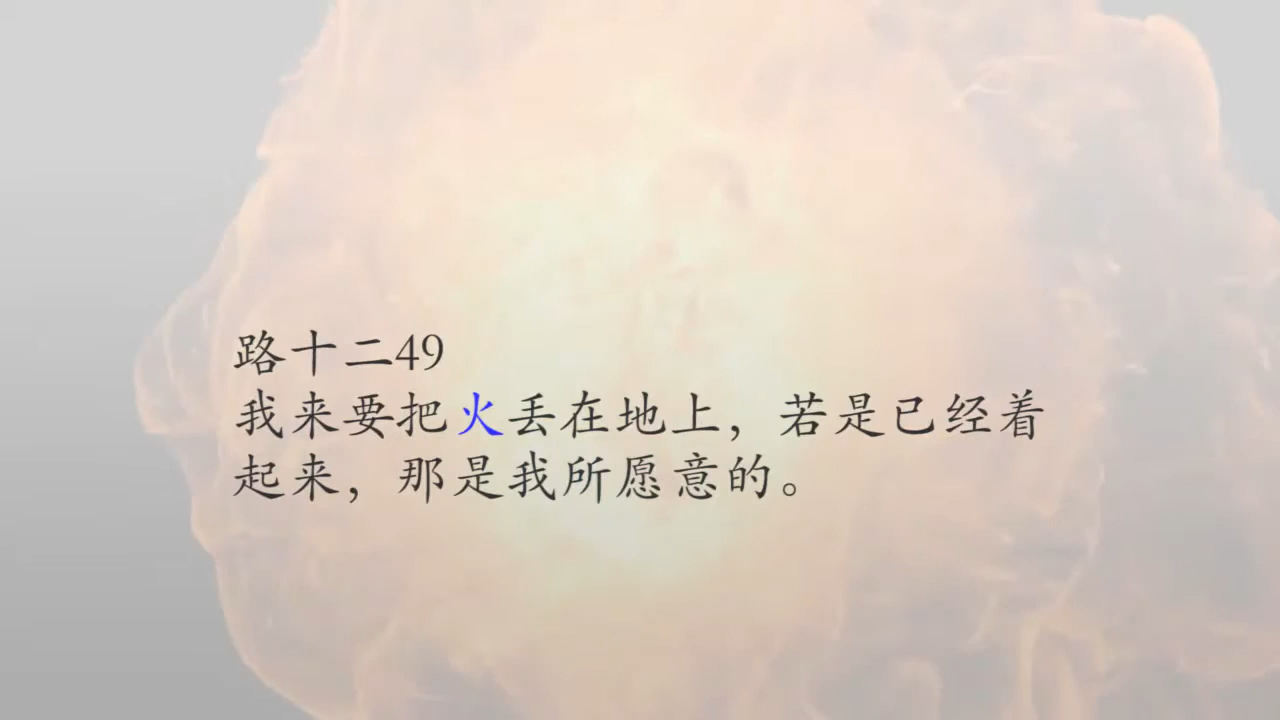 路十二49
我来要把火丢在地上，若是已经着
起来，那是我所愿意的。